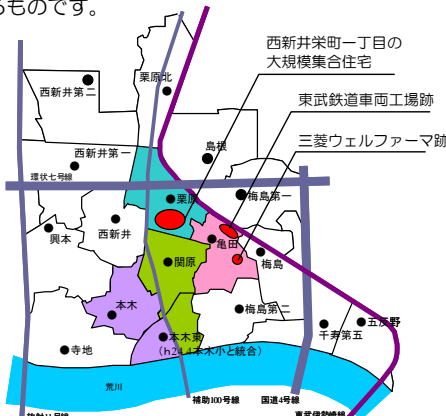 るものです。
西新井栄町一丁目の
大規模集合住宅
東武鉄道車両工場跡
三菱ウェルファーマ跡
栗原北
西新井第二
島根
西新井第一
環状七号線
栗原
梅島第一
興本
西新井
亀田
関原
梅島
本木
梅島第二
五反野
千寿第五
寺地
本木東
(h24.4本木小と統合)
荒川
補助100号線
国道4号線
東武伊勢崎線